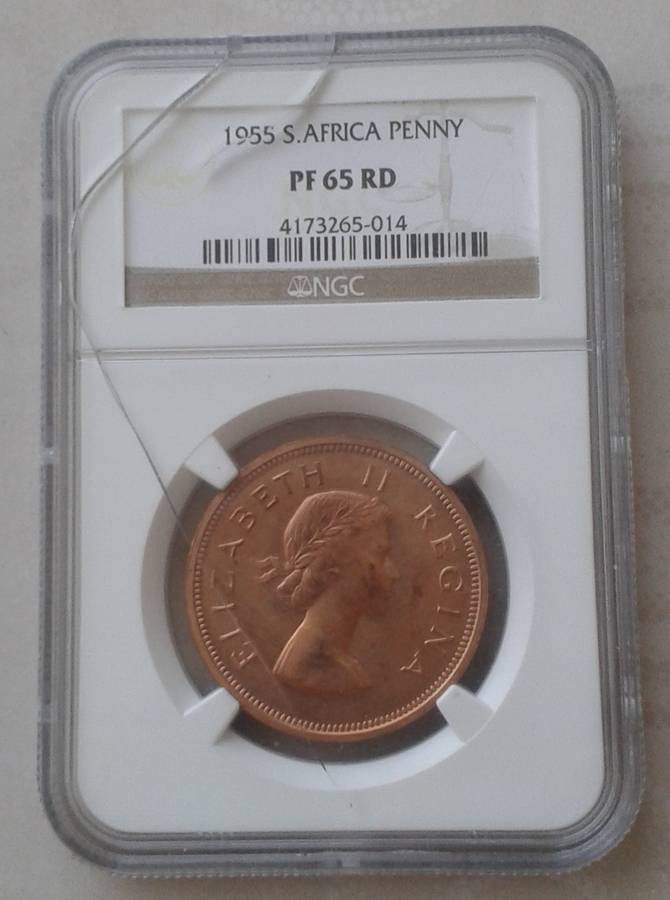 1955 S.AFRICA PENNY
PF 65 RD
4173265-014
NGC
ELIZABETH II REGINA